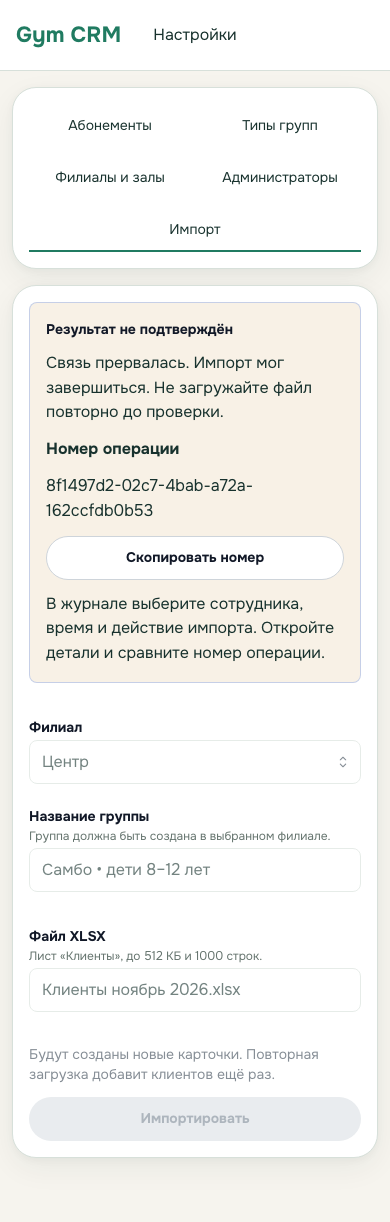 Gym CRM
Настройки
Абонементы
Типы групп
Филиалы и залы
Администраторы
Импорт
Результат не подтверждён
Связь прервалась. Импорт мог
завершиться. Не загружайте файл
повторно до проверки.
Номер операции
8f1497d2-02c7-4bab-a72a-
162ccfdb0b53
Скопировать номер
В журнале выберите сотрудника,
время и действие импорта. Откройте
детали и сравните номер операции.
Филиал
Центр
Название группы
Группа должна быть создана в выбранном филиале.
Самбо • дети 8–12 лет
Файл XLSX
Лист «Клиенты», до 512 КБ и 1000 строк.
Клиенты ноябрь 2026.xlsx
Будут созданы новые карточки. Повторная
загрузка добавит клиентов ещё раз.
Импортировать